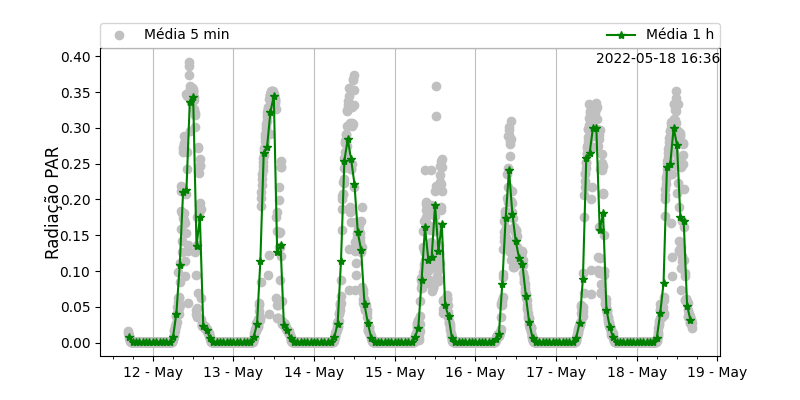 Média 5 min
Média 1 h
2022-05-18 16:36
Radiação PAR
0.40
0.35
0.30
0.25
0.20
0.15
0.10
0.05
0.00
12 - May
13 - May
14 - May
15 - May
16 - May
17 - May
18 - May
19 - May